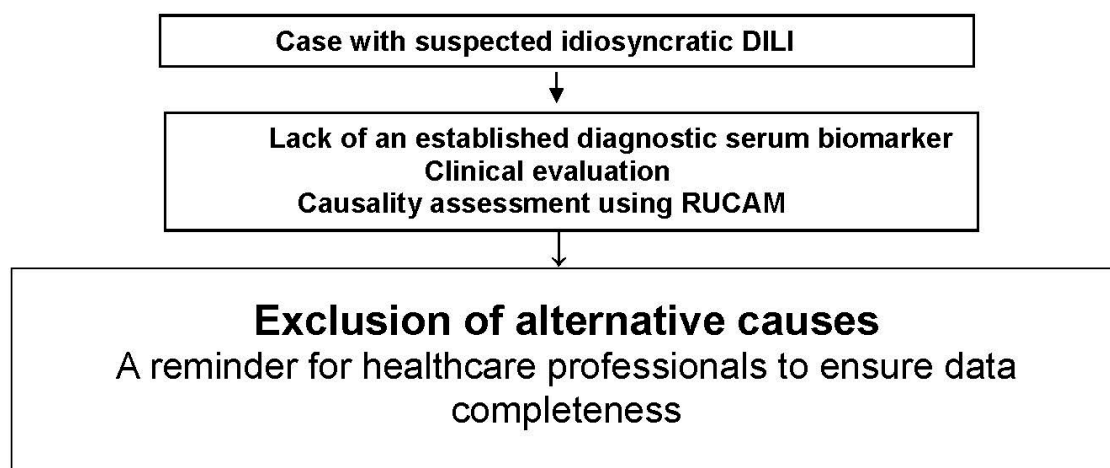 Case with suspected idiosyncratic DILI
Lack of an established diagnostic serum biomarker
Clinical evaluation
Causality assessment using RUCAM
Exclusion of alternative causes
A reminder for healthcare professionals to ensure data
completeness